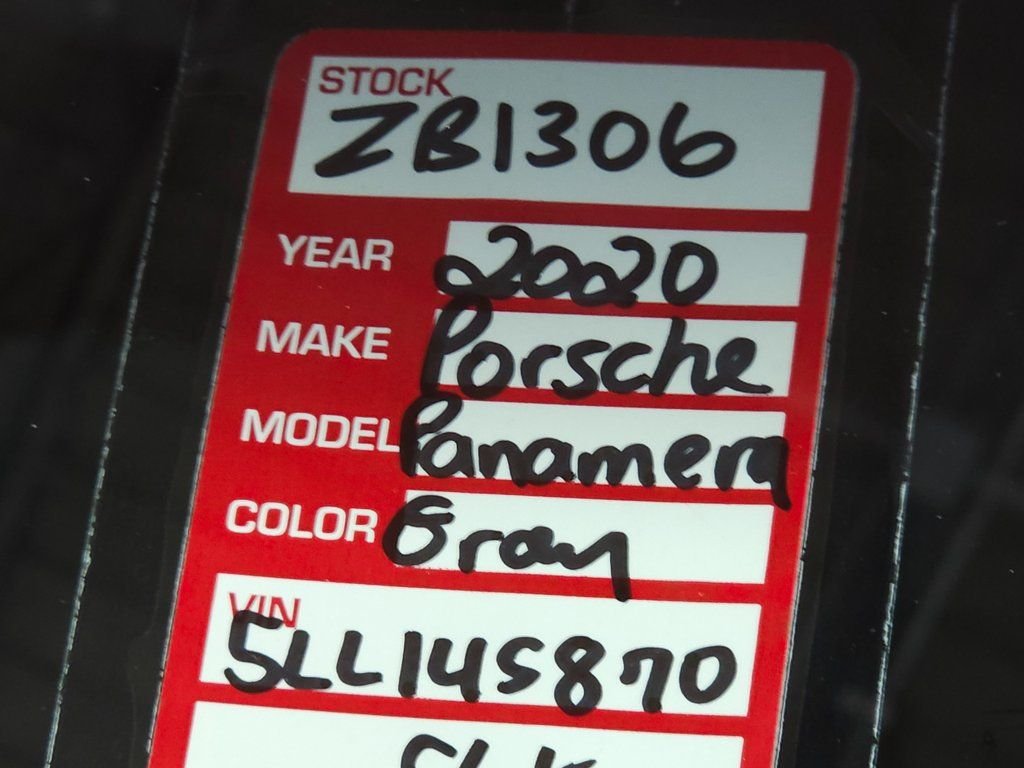 STOCK
ZB1306
YEAR 2020
MAKE Porsche
MODEL Panamera
COLOR Gray
VIN
5LL145870